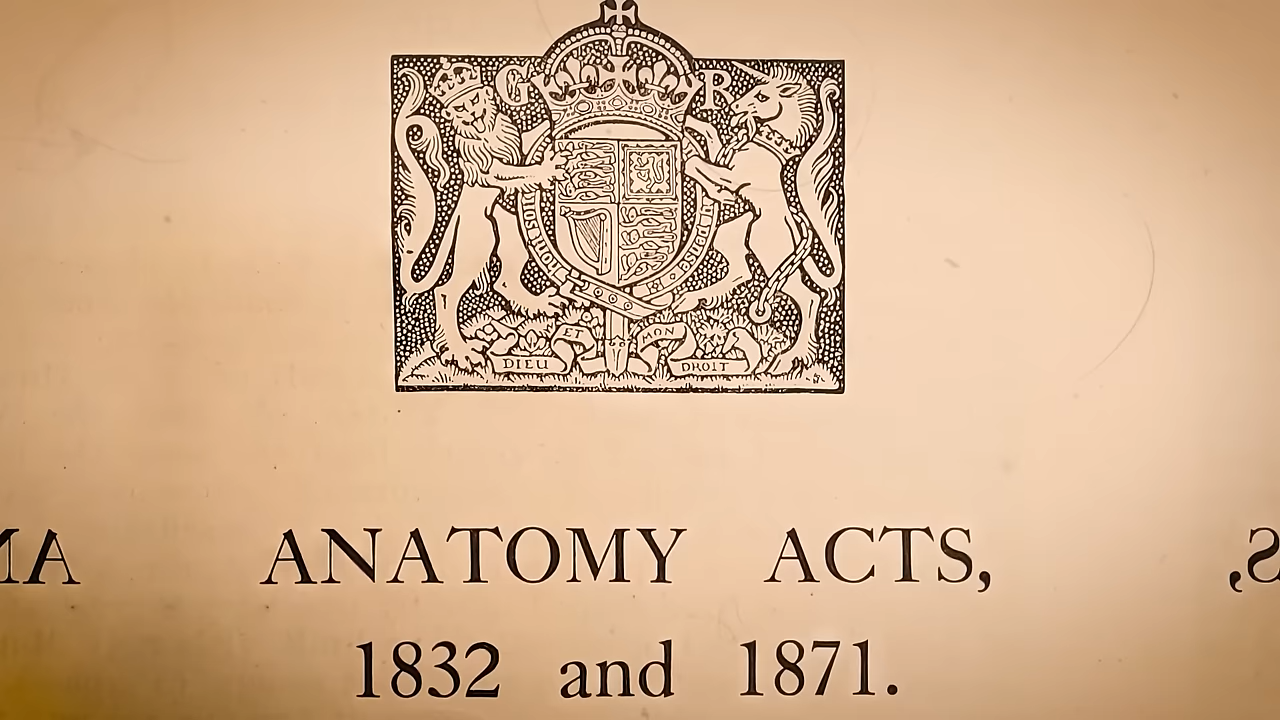 G R
DIEU ET MON DROIT
ANATOMY ACTS,
1832 and 1871.